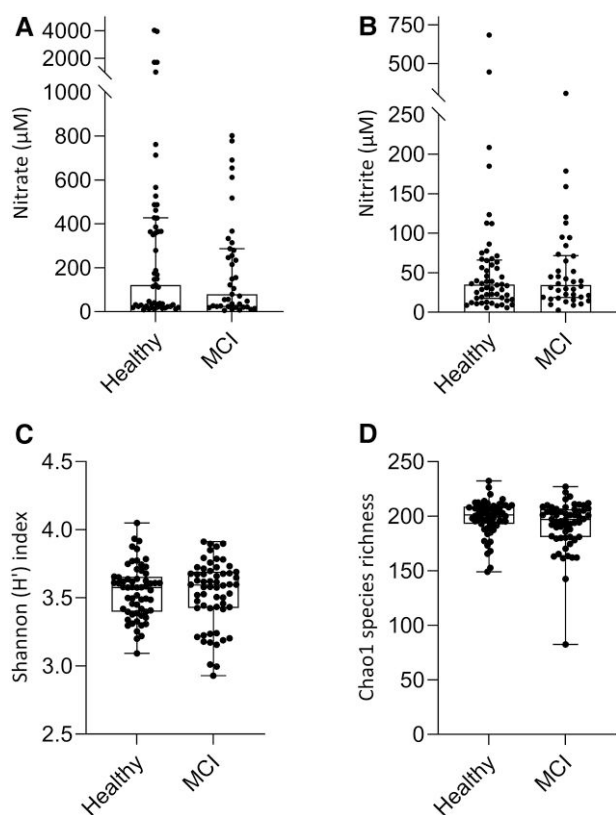 A
Nitrate (µM)
4000
2000
1000
800
600
400
200
0
Healthy
MCI
B
Nitrite (µM)
750
500
250
200
150
100
50
0
Healthy
MCI
C
Shannon (H') index
4.5
4.0
3.5
3.0
2.5
Healthy
MCI
D
Chao1 species richness
250
200
150
100
50
0
Healthy
MCI